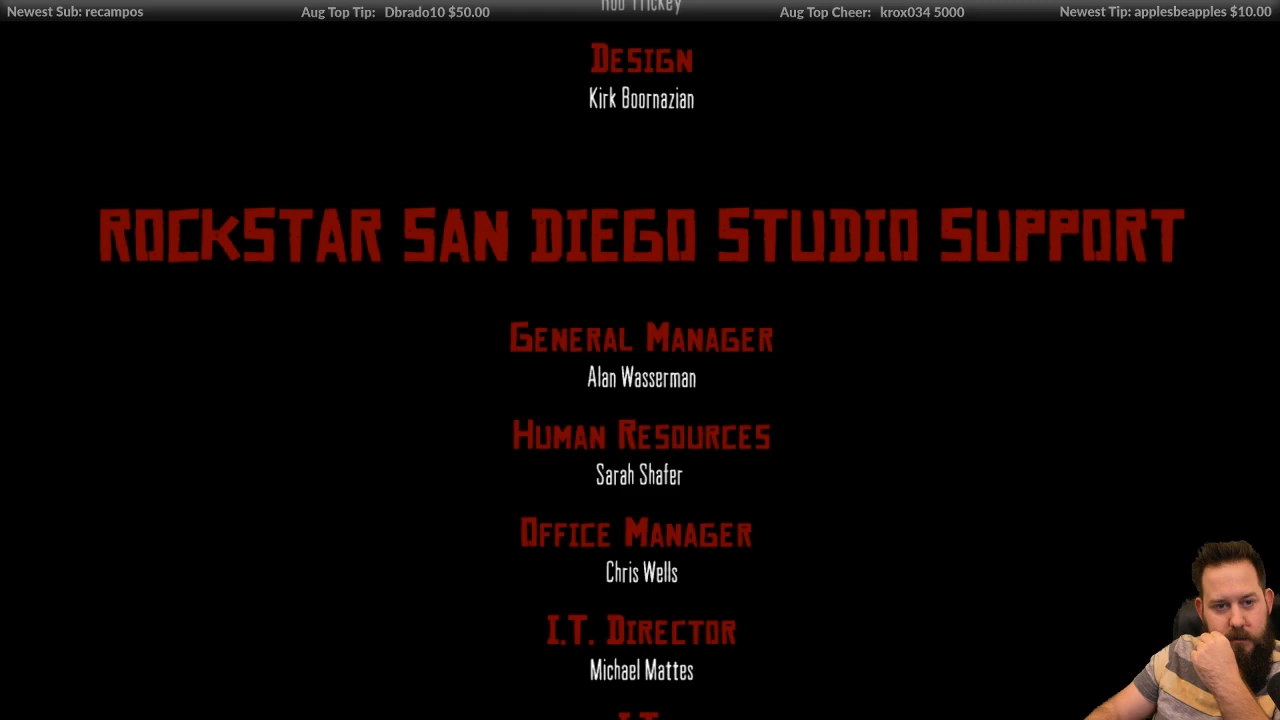 Newest Sub: recampos
Aug Top Tip: Dbrado10 $50.00
Aug Top Cheer: krox034 5000
Newest Tip: applesbeapples $10.00
Design
Kirk Boornazian
Rockstar San Diego Studio Support
General Manager
Alan Wasserman
Human Resources
Sarah Shafer
Office Manager
Chris Wells
I.T. Director
Michael Mattes
I.T.